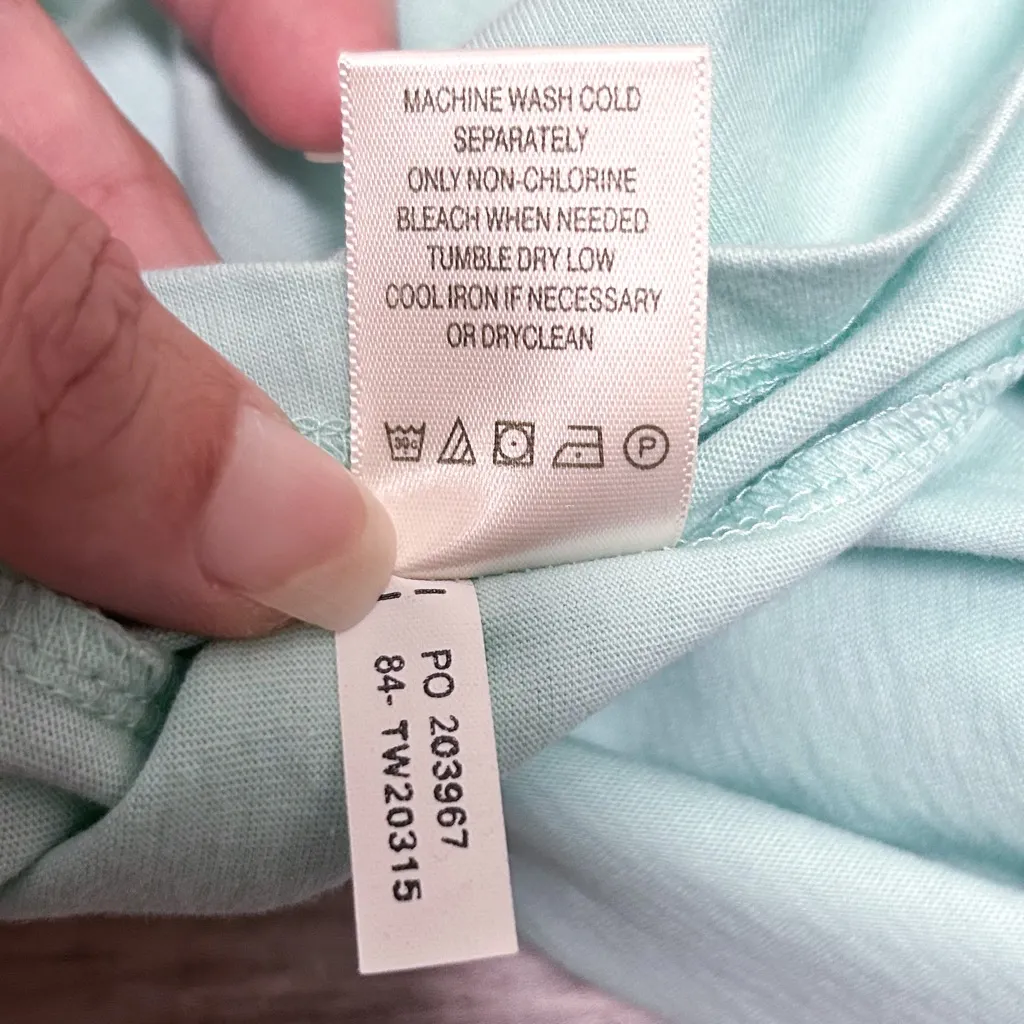 MACHINE WASH COLD
SEPARATELY
ONLY NON-CHLORINE
BLEACH WHEN NEEDED
TUMBLE DRY LOW
COOL IRON IF NECESSARY
OR DRYCLEAN
30c
P
PO 203967
84- TW20315